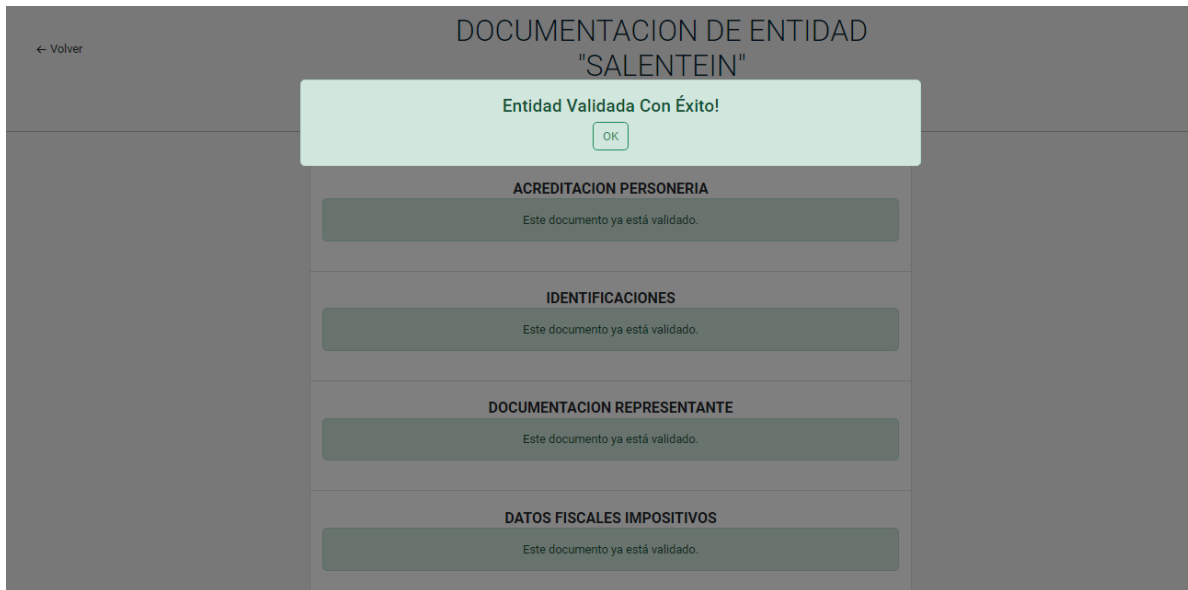 ← Volver
DOCUMENTACION DE ENTIDAD
"SALENTEIN"
Entidad Validada Con Éxito!
OK
ACREDITACION PERSONERIA
Este documento ya está validado.
IDENTIFICACIONES
Este documento ya está validado.
DOCUMENTACION REPRESENTANTE
Este documento ya está validado.
DATOS FISCALES IMPOSITIVOS
Este documento ya está validado.